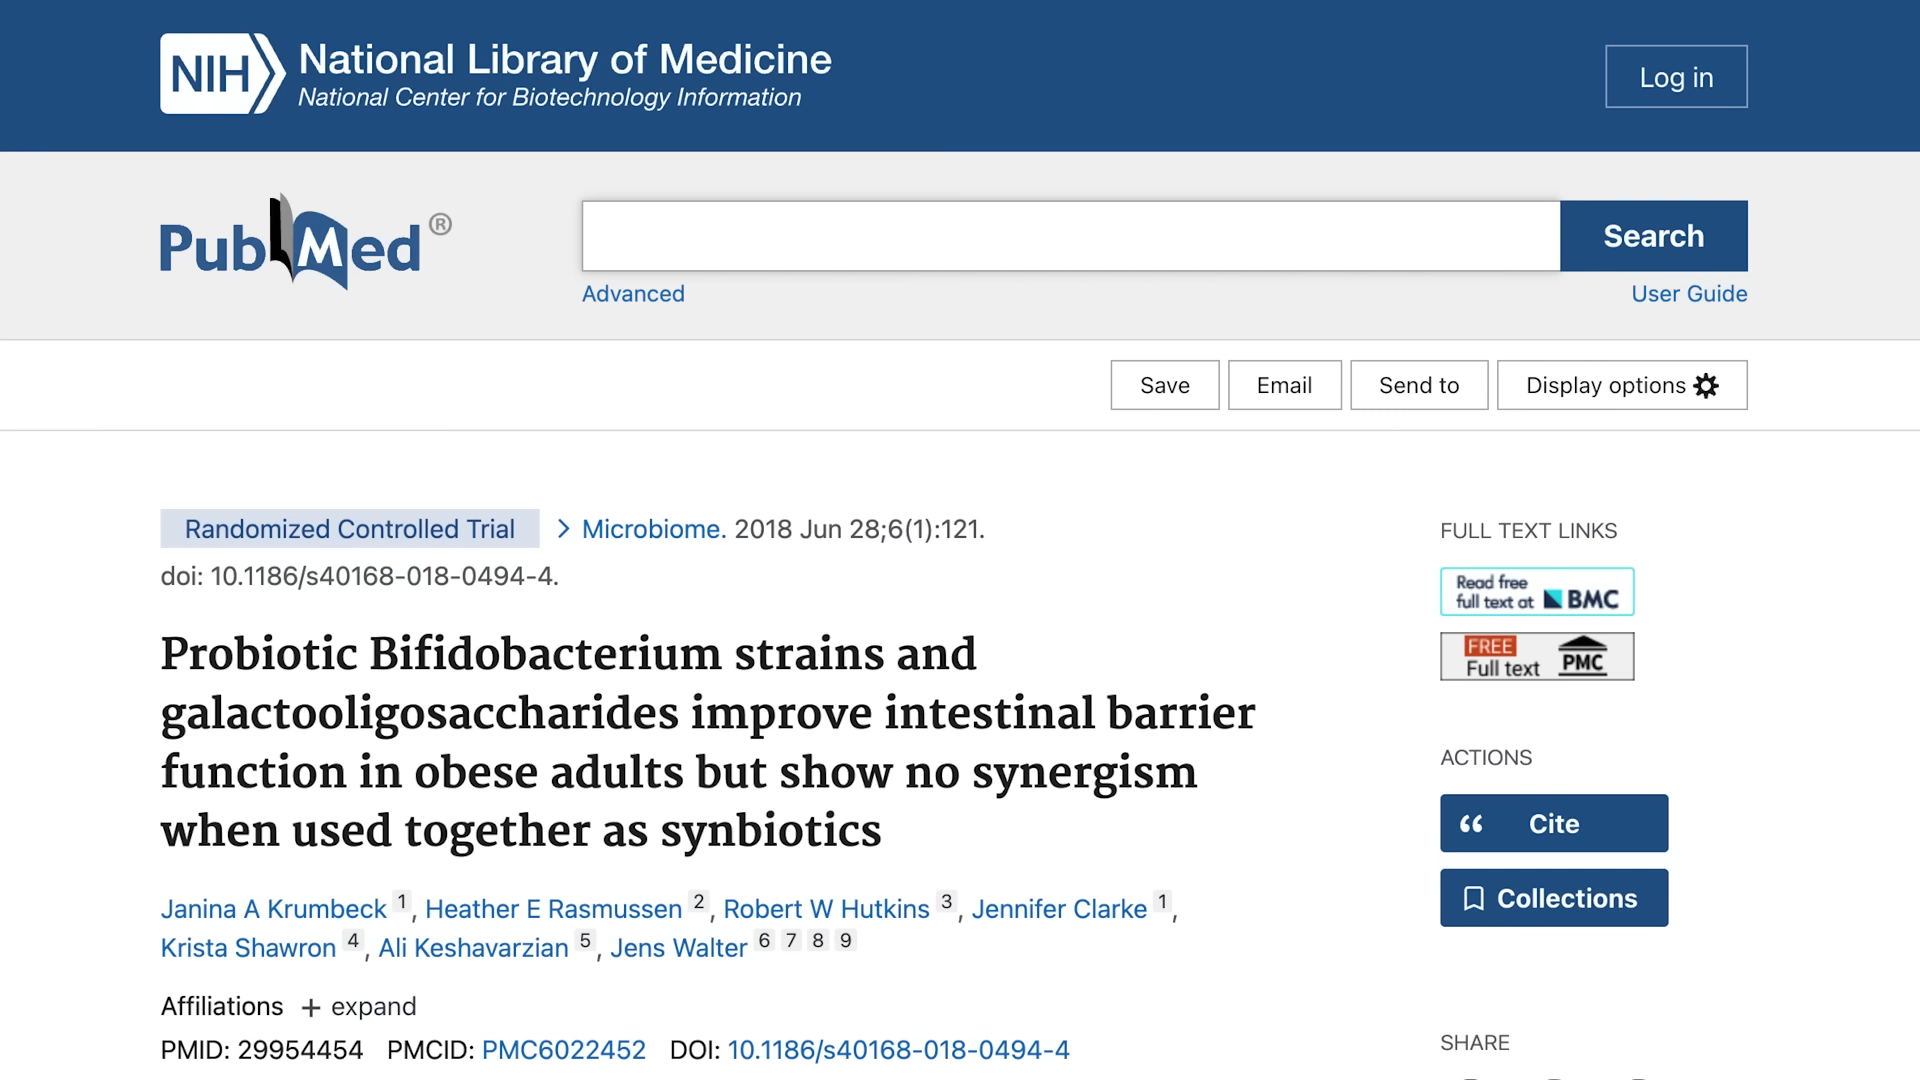 NIH National Library of Medicine
National Center for Biotechnology Information
Log in
PubMed®
Search
Advanced
User Guide
Save
Email
Send to
Display options
Randomized Controlled Trial
Microbiome. 2018 Jun 28;6(1):121.
doi: 10.1186/s40168-018-0494-4.
Probiotic Bifidobacterium strains and
galactooligosaccharides improve intestinal barrier
function in obese adults but show no synergism
when used together as synbiotics
Janina A Krumbeck 1, Heather E Rasmussen 2, Robert W Hutkins 3, Jennifer Clarke 1,
Krista Shawron 4, Ali Keshavarzian 5, Jens Walter 6 7 8 9
Affiliations + expand
PMID: 29954454 PMCID: PMC6022452 DOI: 10.1186/s40168-018-0494-4
FULL TEXT LINKS
Read free
full text at BMC
FREE
Full text PMC
ACTIONS
“ Cite
Collections
SHARE